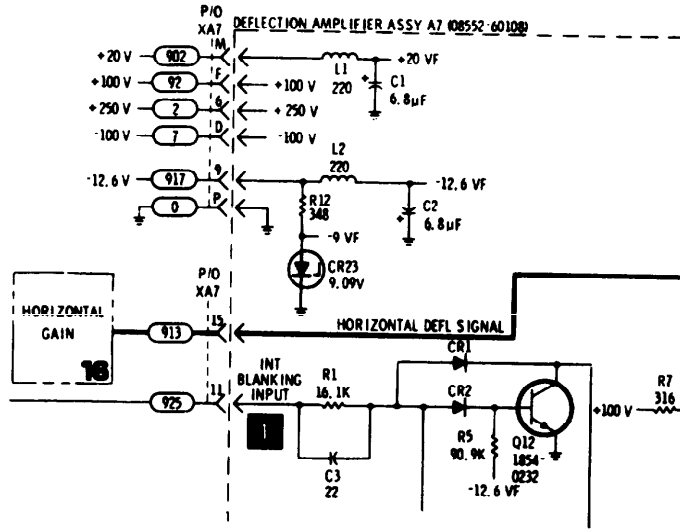 P/O
XA7
DEFLECTION AMPLIFIER ASSY A7 (08552-60108)
+20 V 902 M
L1
220
+20 VF
C1
6.8µF
+100 V 92 F +100 V
+250 V 2 6 +250 V
-100 V 7 D -100 V
-12.6 V 917 9
L2
220
-12.6 VF
0 P
R12
348
C2
6.8µF
-9 VF
CR23
9.09V
P/O
XA7
HORIZONTAL
GAIN
16
913 15
HORIZONTAL DEFL SIGNAL
925 11
INT
BLANKING
INPUT
1
R1
16.1K
C3
22
CR1
CR2
R5
90.9K
-12.6 VF
Q12
1854-
0232
+100 V
R7
316